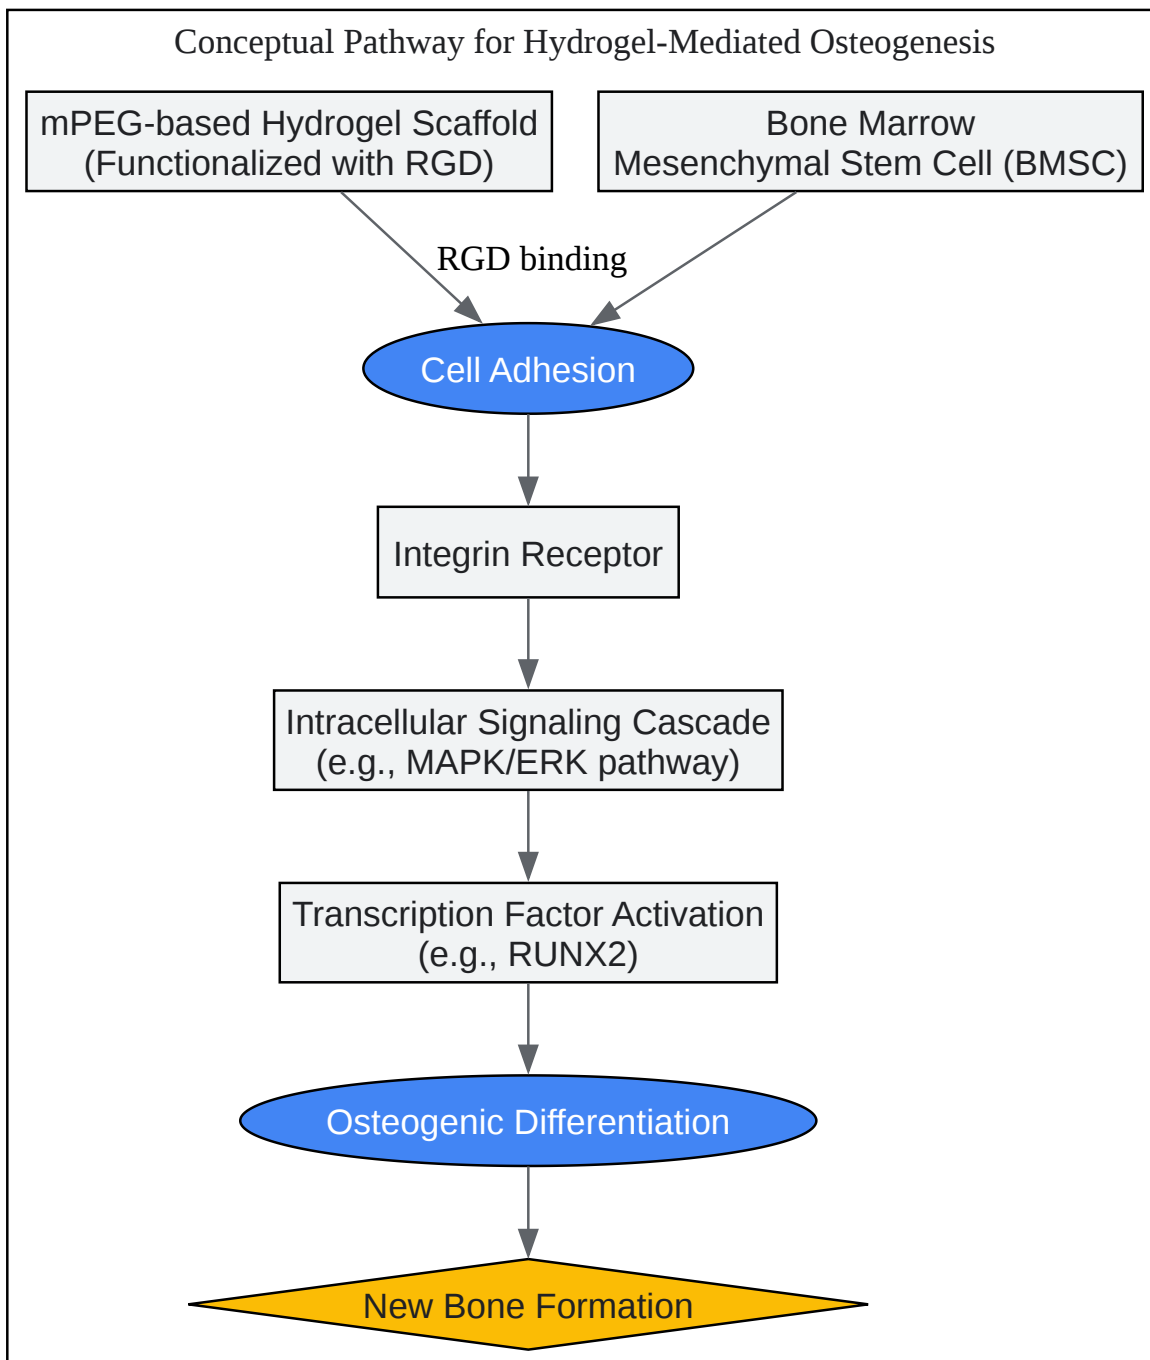 Conceptual Pathway for Hydrogel-Mediated Osteogenesis
mPEG-based Hydrogel Scaffold
(Functionalized with RGD)
Bone Marrow
Mesenchymal Stem Cell (BMSC)
RGD binding
Cell Adhesion
Integrin Receptor
Intracellular Signaling Cascade
(e.g., MAPK/ERK pathway)
Transcription Factor Activation
(e.g., RUNX2)
Osteogenic Differentiation
New Bone Formation